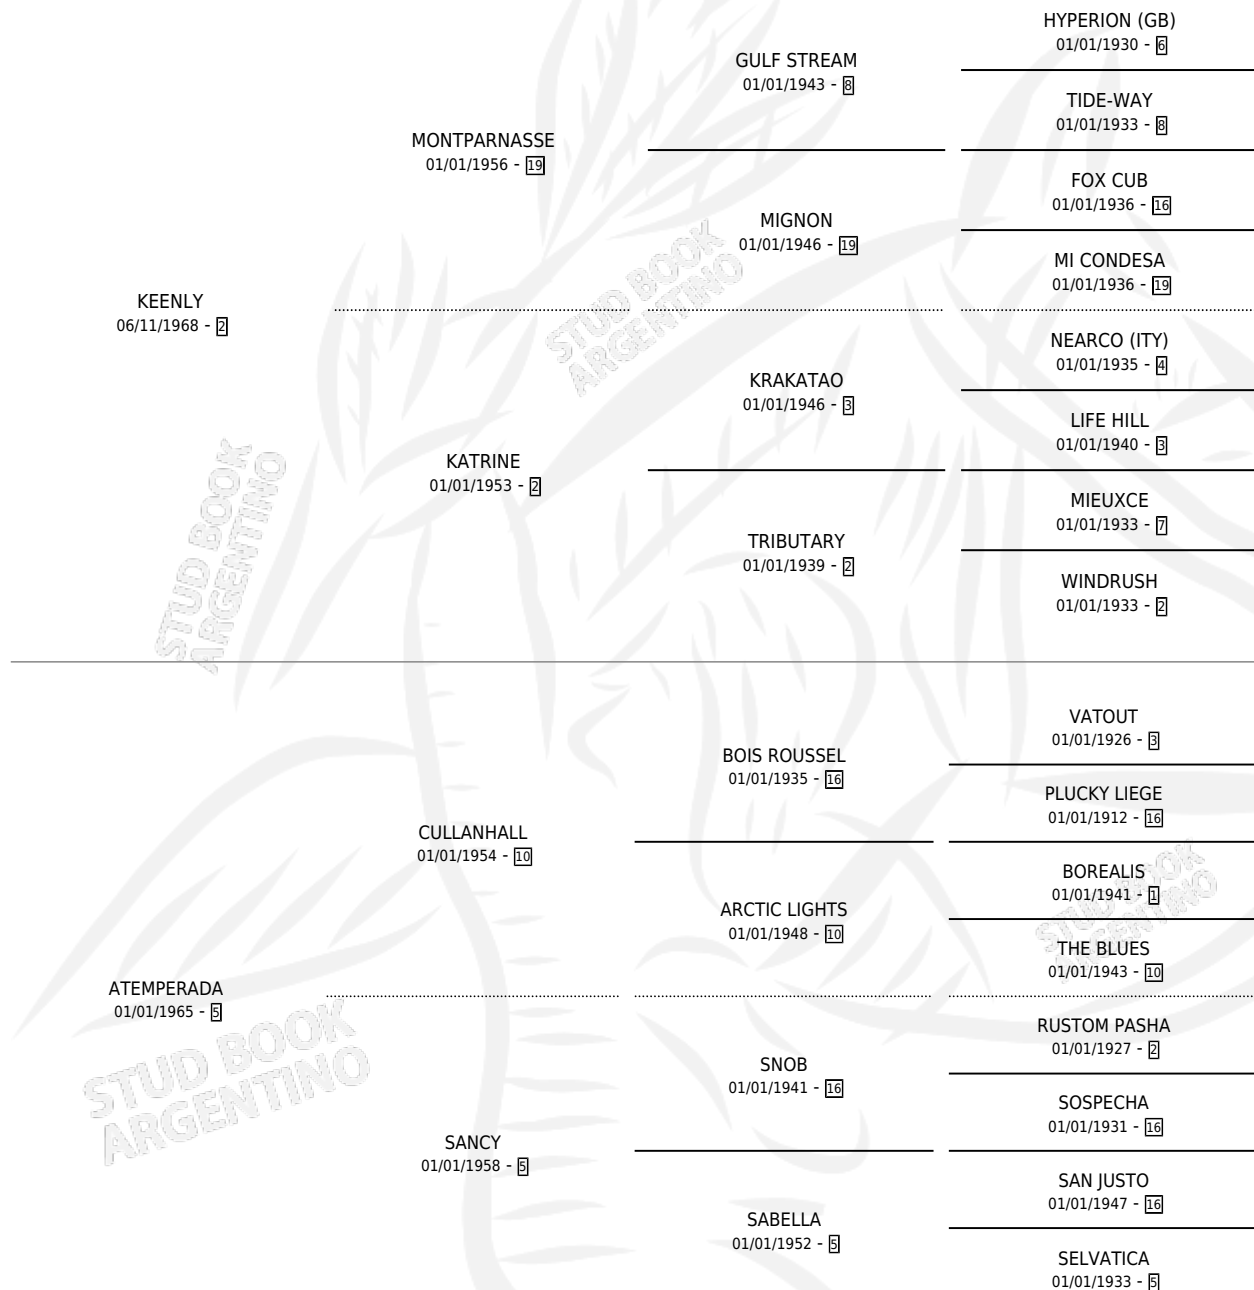 HYPERION (GB)
01/01/1930 - 6
GULF STREAM
01/01/1943 - 8
TIDE-WAY
01/01/1933 - 8
MONTPARNASSE
01/01/1956 - 19
FOX CUB
01/01/1936 - 16
MIGNON
01/01/1946 - 19
MI CONDESA
01/01/1936 - 19
KEENLY
06/11/1968 - 2
STUD BOOK
ARGENTINO
NEARCO (ITY)
01/01/1935 - 4
KRAKATAO
01/01/1946 - 3
LIFE HILL
01/01/1940 - 3
KATRINE
01/01/1953 - 2
MIEUXCE
01/01/1933 - 7
TRIBUTARY
01/01/1939 - 2
WINDRUSH
01/01/1933 - 2
STUD BOOK
ARGENTINO
VATOUT
01/01/1926 - 3
BOIS ROUSSEL
01/01/1935 - 16
PLUCKY LIEGE
01/01/1912 - 16
CULLANHALL
01/01/1954 - 10
BOREALIS
01/01/1941 - 1
ARCTIC LIGHTS
01/01/1948 - 10
THE BLUES
01/01/1943 - 10
STUD BOOK
ARGENTINO
ATEMPERADA
01/01/1965 - 5
STUD BOOK
ARGENTINO
RUSTOM PASHA
01/01/1927 - 2
SNOB
01/01/1941 - 16
SOSPECHA
01/01/1931 - 16
SANCY
01/01/1958 - 5
SAN JUSTO
01/01/1947 - 16
SABELLA
01/01/1952 - 5
SELVATICA
01/01/1933 - 5